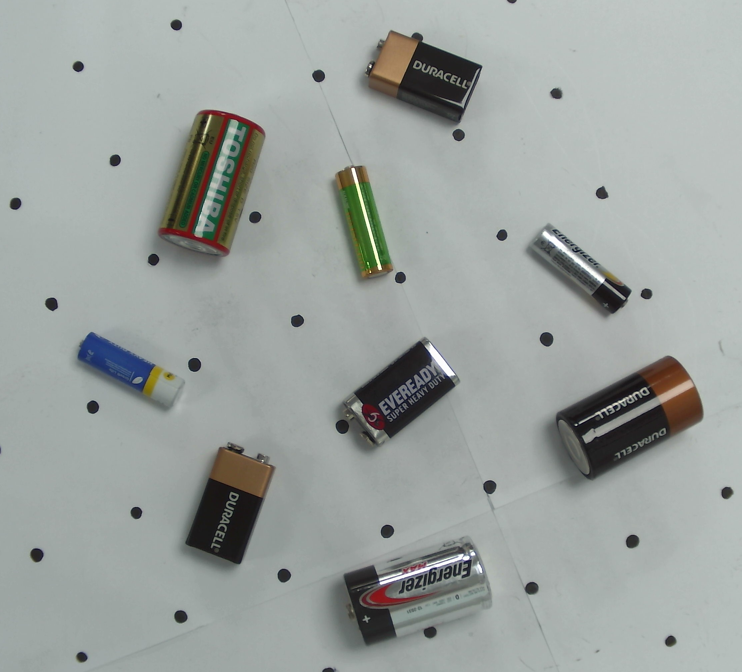 DURACELL®
TOSHIBA
Energizer
EVEREADY
SUPER HEAVY DUTY
DURACELL
DURACELL
DURACELL®
Energizer
MAX
+